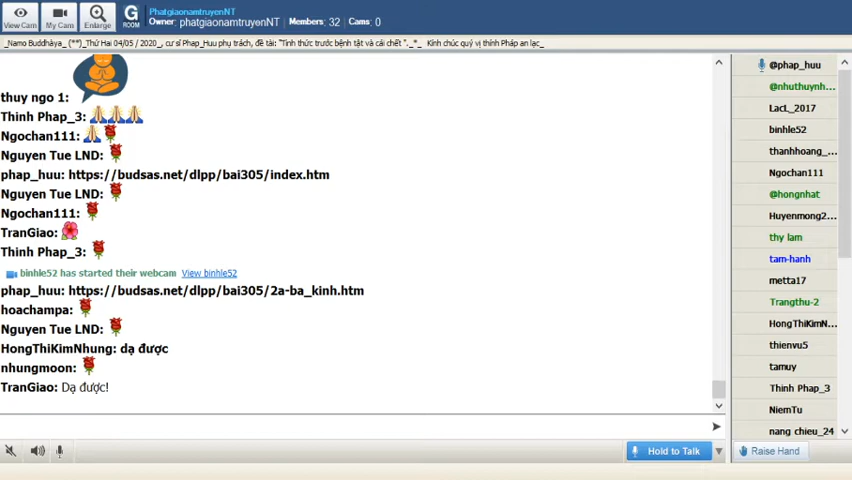 View Cam
My Cam
Enlarge
G
ROOM
PhatgiaonamtruyenNT
Owner: phatgiaonamtruyenNT Members: 32 Cams: 0
_Namo Buddhàya_ (**)_Thứ Hai 04/05 / 2020_, cư sĩ Phap_Huu phụ trách, đề tài: "Tỉnh thức trước bệnh tật và cái chết "._*_ Kính chúc quý vị thính Pháp an lạc_
thuy ngo 1:
Thinh Phap_3:
Ngochan111:
Nguyen Tue LND:
phap_huu: https://budsas.net/dlpp/bai305/index.htm
Nguyen Tue LND:
Ngochan111:
TranGiao:
Thinh Phap_3:
binhle52 has started their webcam View binhle52
phap_huu: https://budsas.net/dlpp/bai305/2a-ba_kinh.htm
hoachampa:
Nguyen Tue LND:
HongThiKimNhung: dạ được
nhungmoon:
TranGiao: Dạ được!
Hold to Talk
@phap_huu
@nhuthuynh...
LacL_2017
binhle52
thanhhoang_...
Ngochan111
@hongnhat
Huyenmong2...
thy lam
tam-hanh
metta17
Trangthu-2
HongThiKimN...
thienvu5
tamuy
Thinh Phap_3
NiemTu
nang chieu_24
Raise Hand